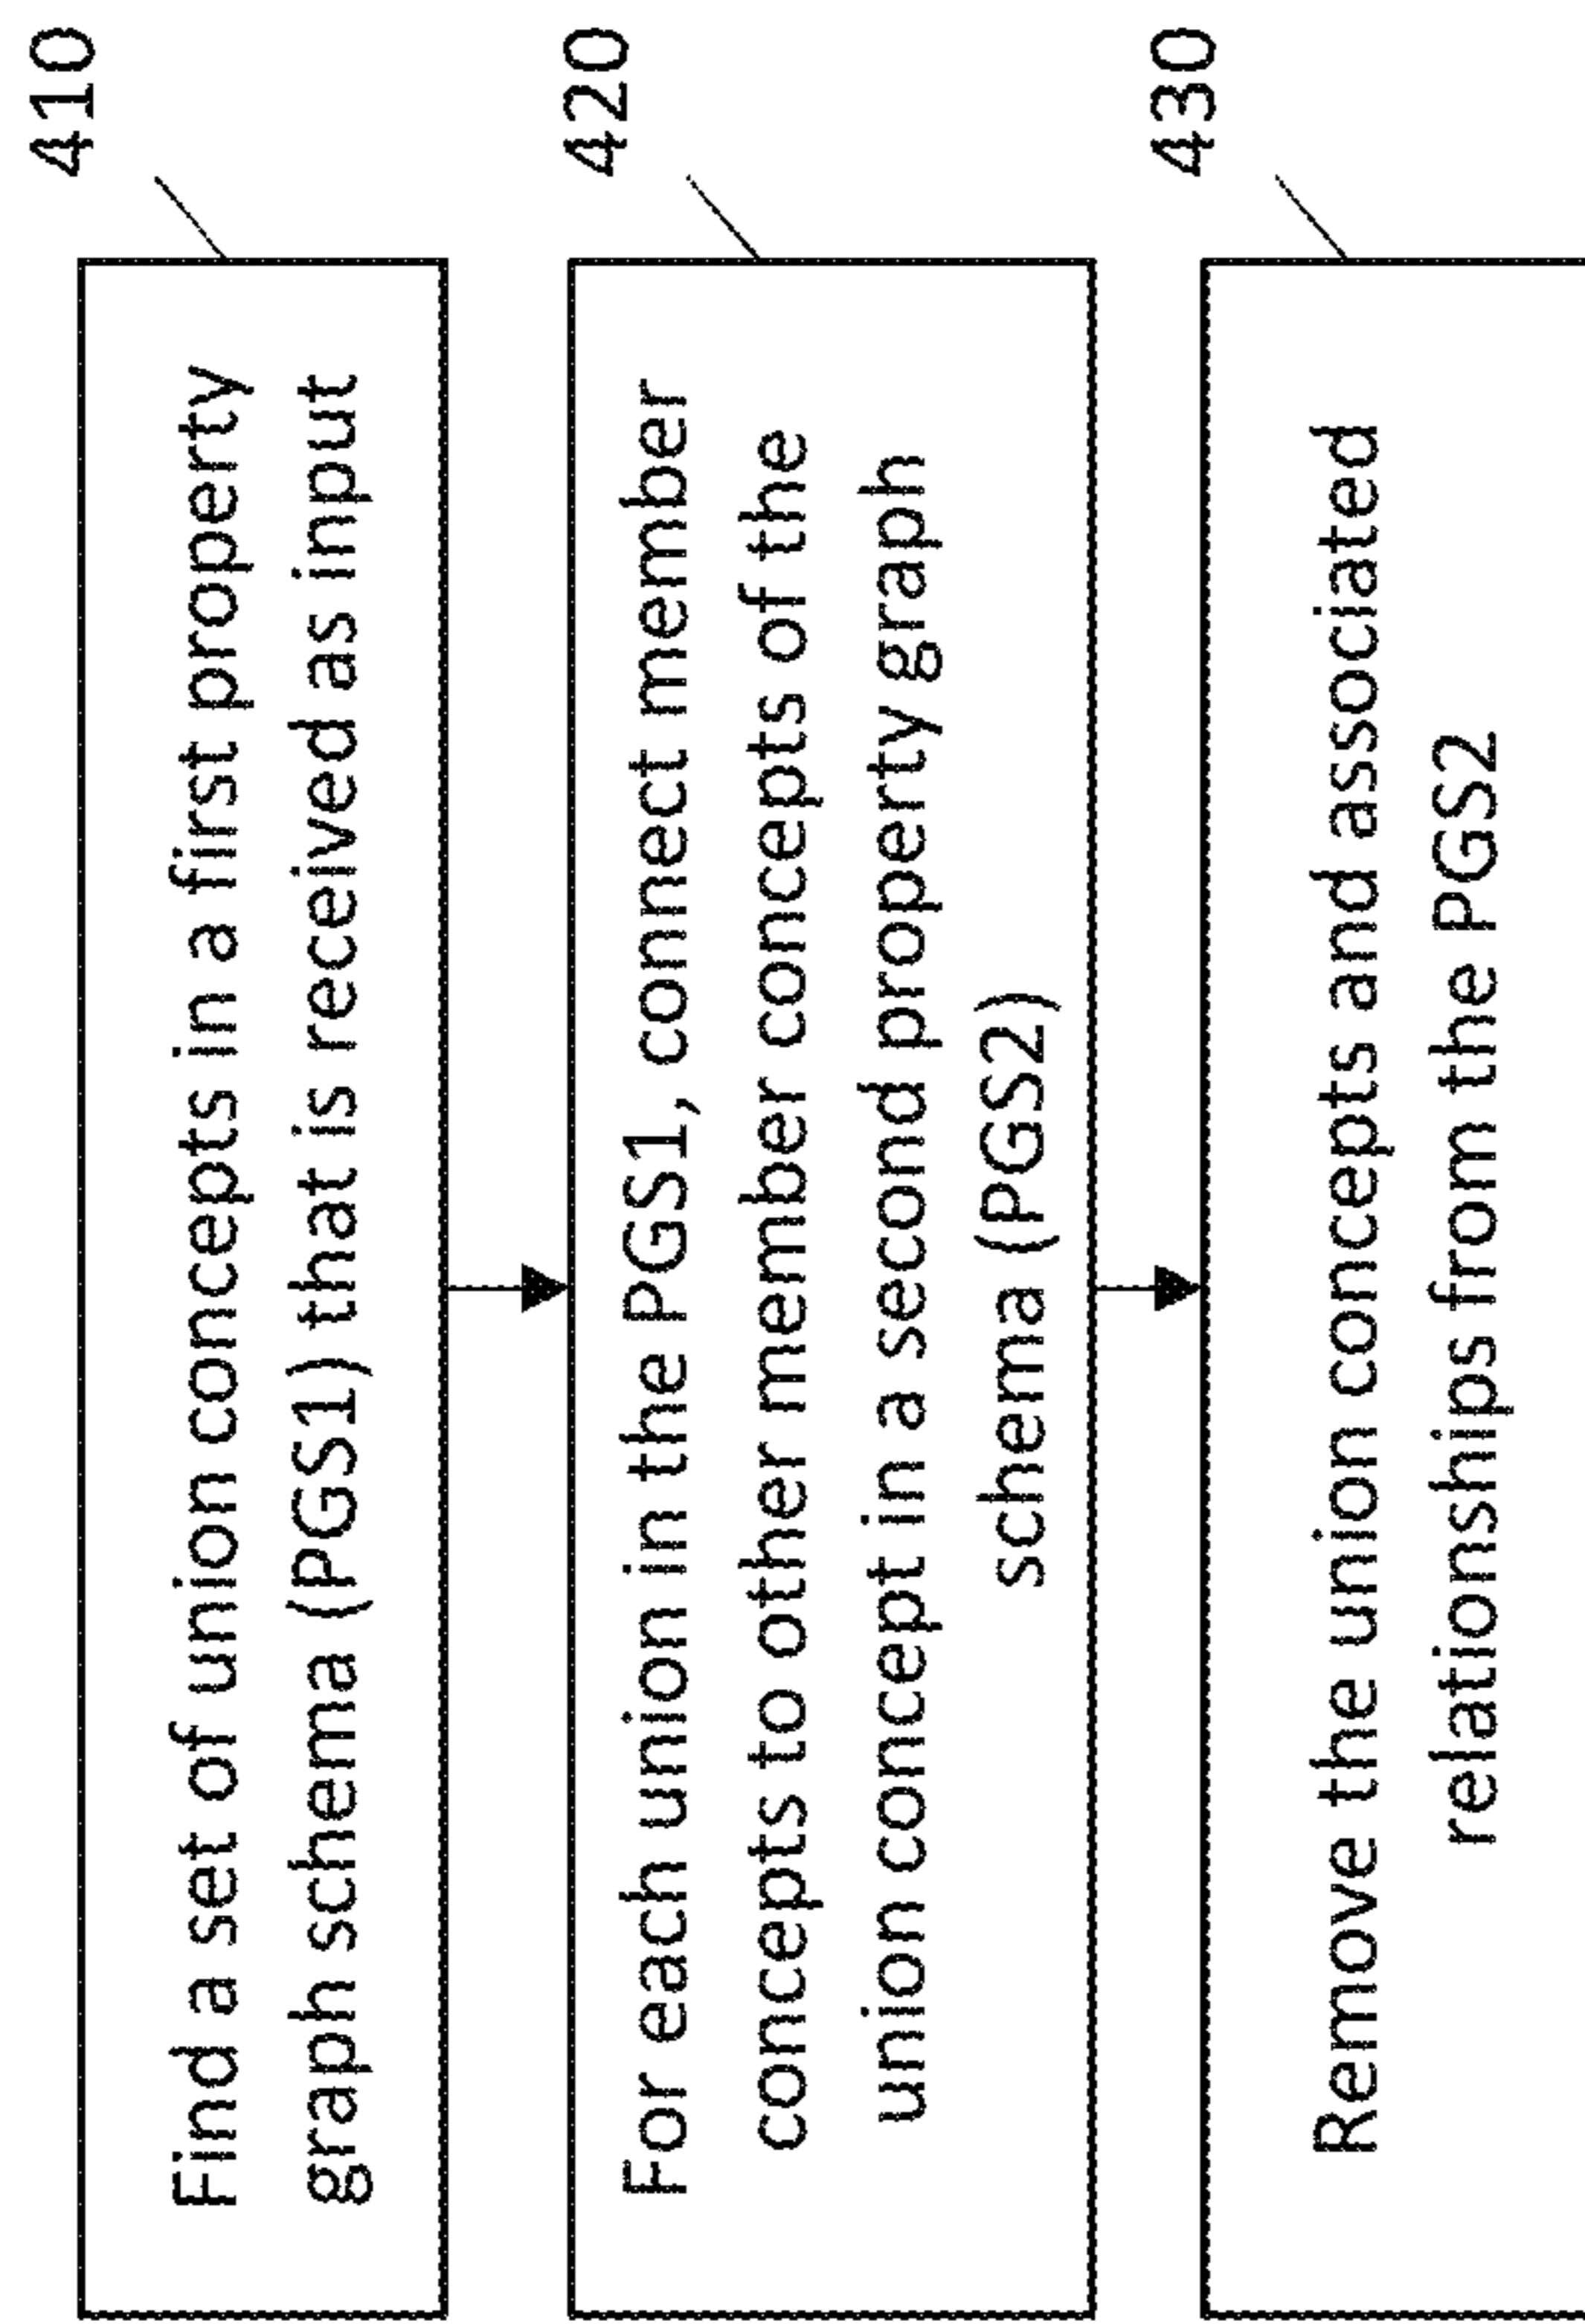 410
Find a set of union concepts in a first property
graph schema (PGS1) that is received as input
420
For each union in the PGS1, connect member
concepts to other member concepts of the
union concept in a second property graph
schema (PGS2)
430
Remove the union concepts and associated
relationships from the PGS2